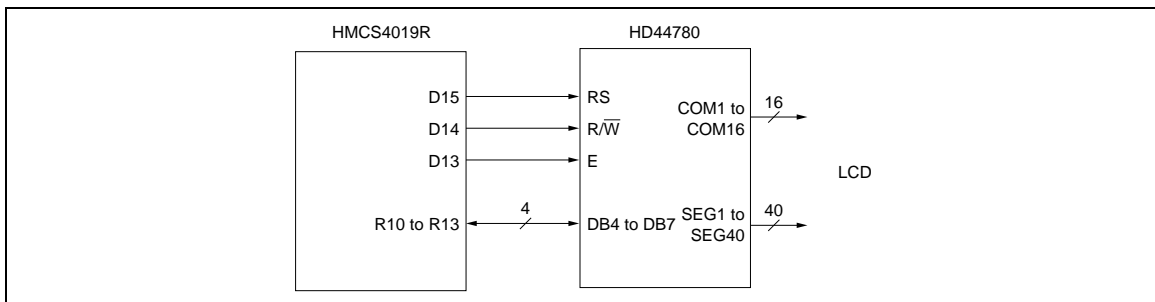 HMCS4019R
HD44780
D15
RS
D14
R/W̅
D13
E
R10 to R13
4
DB4 to DB7
COM1 to
COM16
16
SEG1 to
SEG40
40
LCD